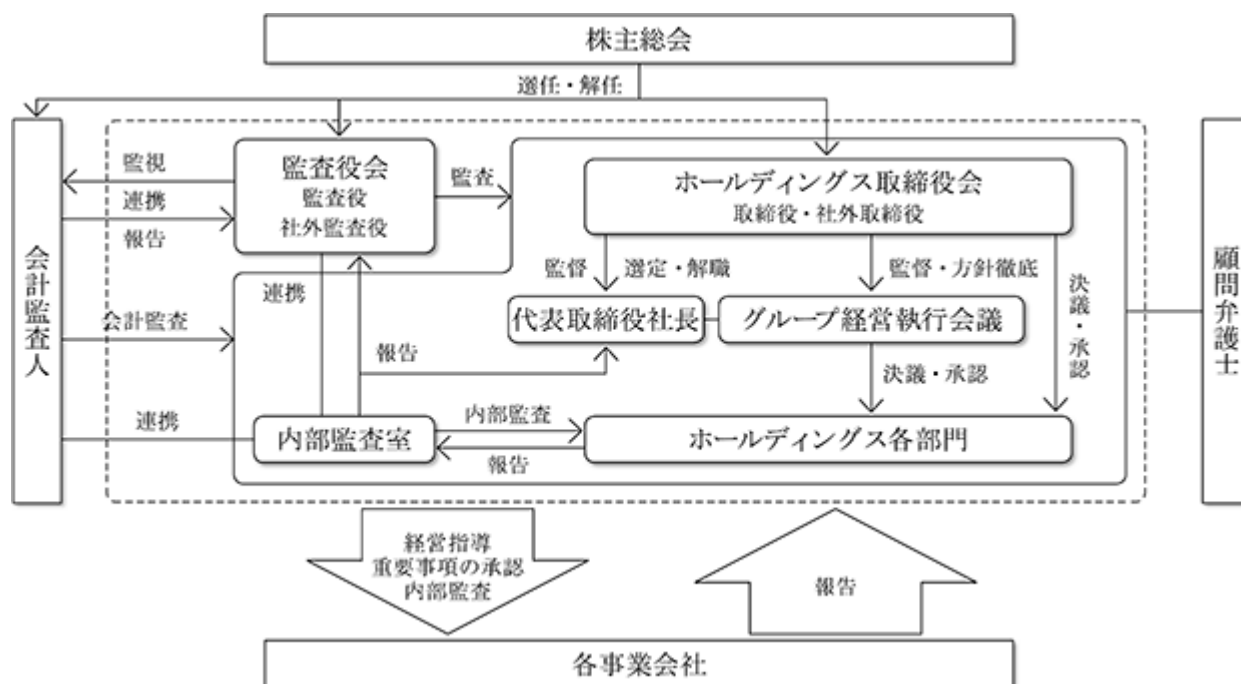 株主総会
選任・解任
監視
連携
報告
監査役会
監査役
社外監査役
監査
ホールディングス取締役会
取締役・社外取締役
会計監査人
顧問弁護士
連携
監督
選定・解職
監督・方針徹底
決議・承認
会計監査
代表取締役社長
グループ経営執行会議
報告
決議・承認
連携
内部監査室
内部監査
報告
ホールディングス各部門
経営指導
重要事項の承認
内部監査
報告
各事業会社